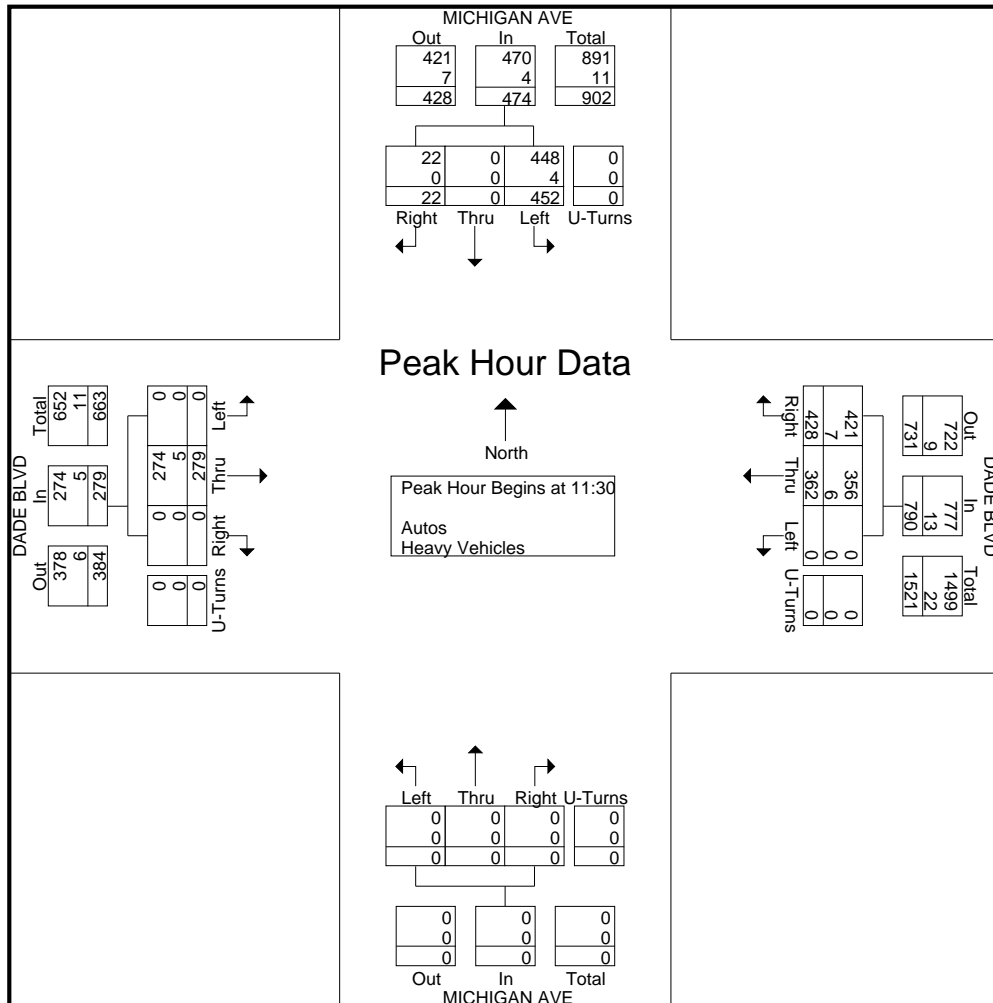 MICHIGAN AVE
Out In Total
421 470 891
7 4 11
428 474 902
22 0 448 0
0 0 4 0
22 0 452 0
Right Thru Left U-Turns
Peak Hour Data
North
Peak Hour Begins at 11:30
Autos
Heavy Vehicles
DADE BLVD
Total In Out
652 274 378
11 5 6
663 279 384
0 274 0 0
0 5 0 0
0 279 0 0
Left Thru Right U-Turns
DADE BLVD
Out In Total
722 777 1499
9 13 22
731 790 1521
421 356 0 0
7 6 0 0
428 362 0 0
Right Thru Left U-Turns
Left Thru Right U-Turns
0 0 0 0
0 0 0 0
0 0 0 0
0 0 0
0 0 0
0 0 0
Out In Total
MICHIGAN AVE